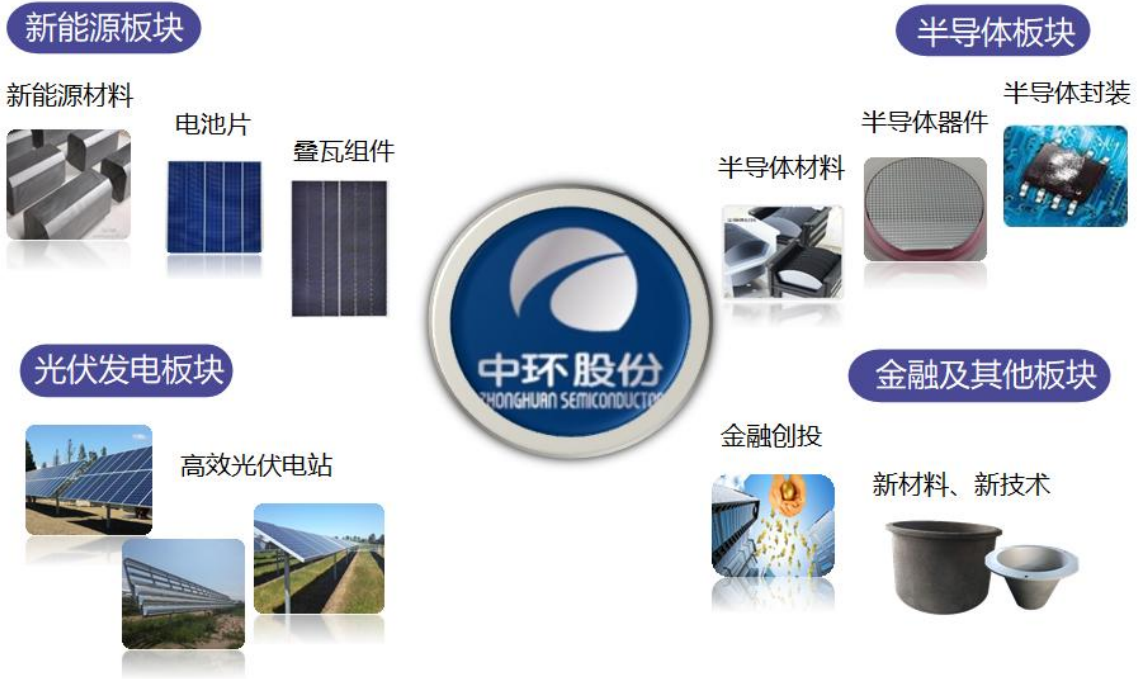 新能源板块
新能源材料
电池片
叠瓦组件
半导体板块
半导体材料
半导体器件
半导体封装
中环股份
ZHONGHUAN SEMICONDUCTOR
光伏发电板块
高效光伏电站
金融及其他板块
金融创投
新材料、新技术